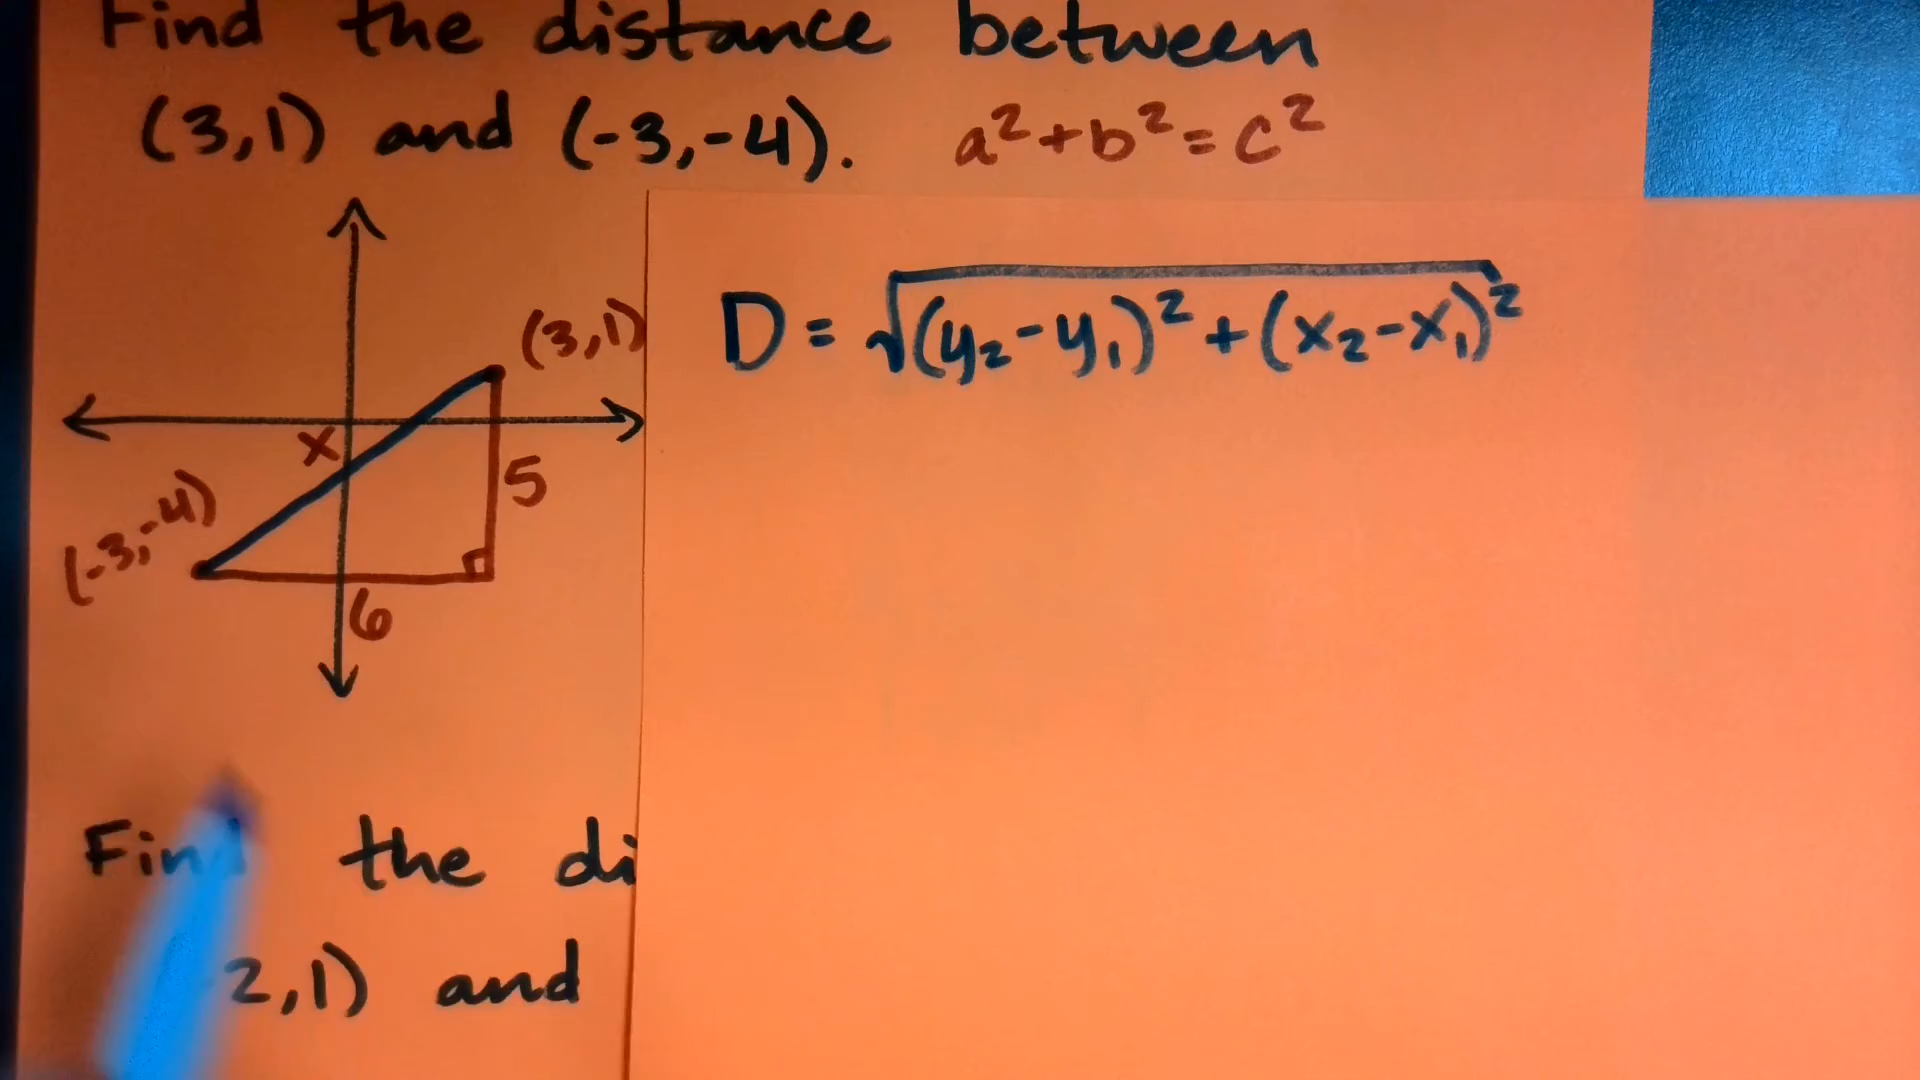 Find the distance between
(3,1) and (-3,-4). a²+b²=c²
D = √(y₂-y₁)²+(x₂-x₁)²
(3,1)
x
5
(-3,-4)
6
Find the di
2,1) and